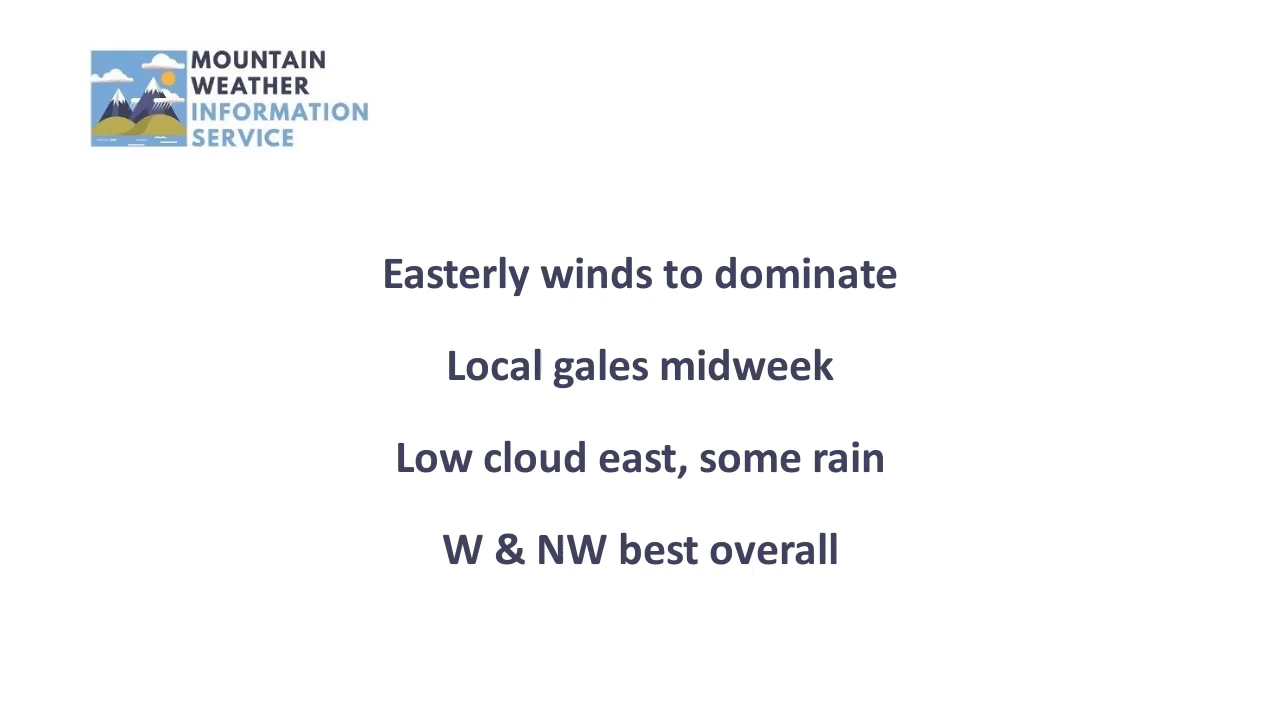 MOUNTAIN
WEATHER
INFORMATION
SERVICE
Easterly winds to dominate
Local gales midweek
Low cloud east, some rain
W & NW best overall